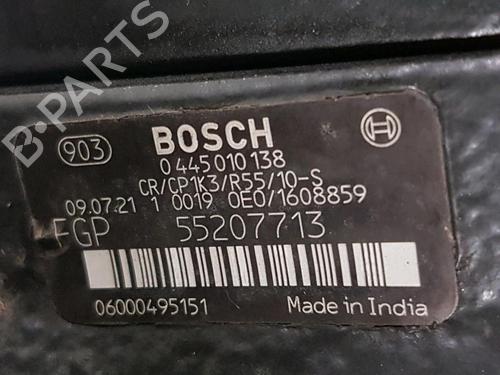 B-PARTS
903
BOSCH
0 445 010 138
CR/CP1K3/R55/10-S
09.07.21 1 0019 0E0/1608859
FGP 55207713
06000495151 Made in India